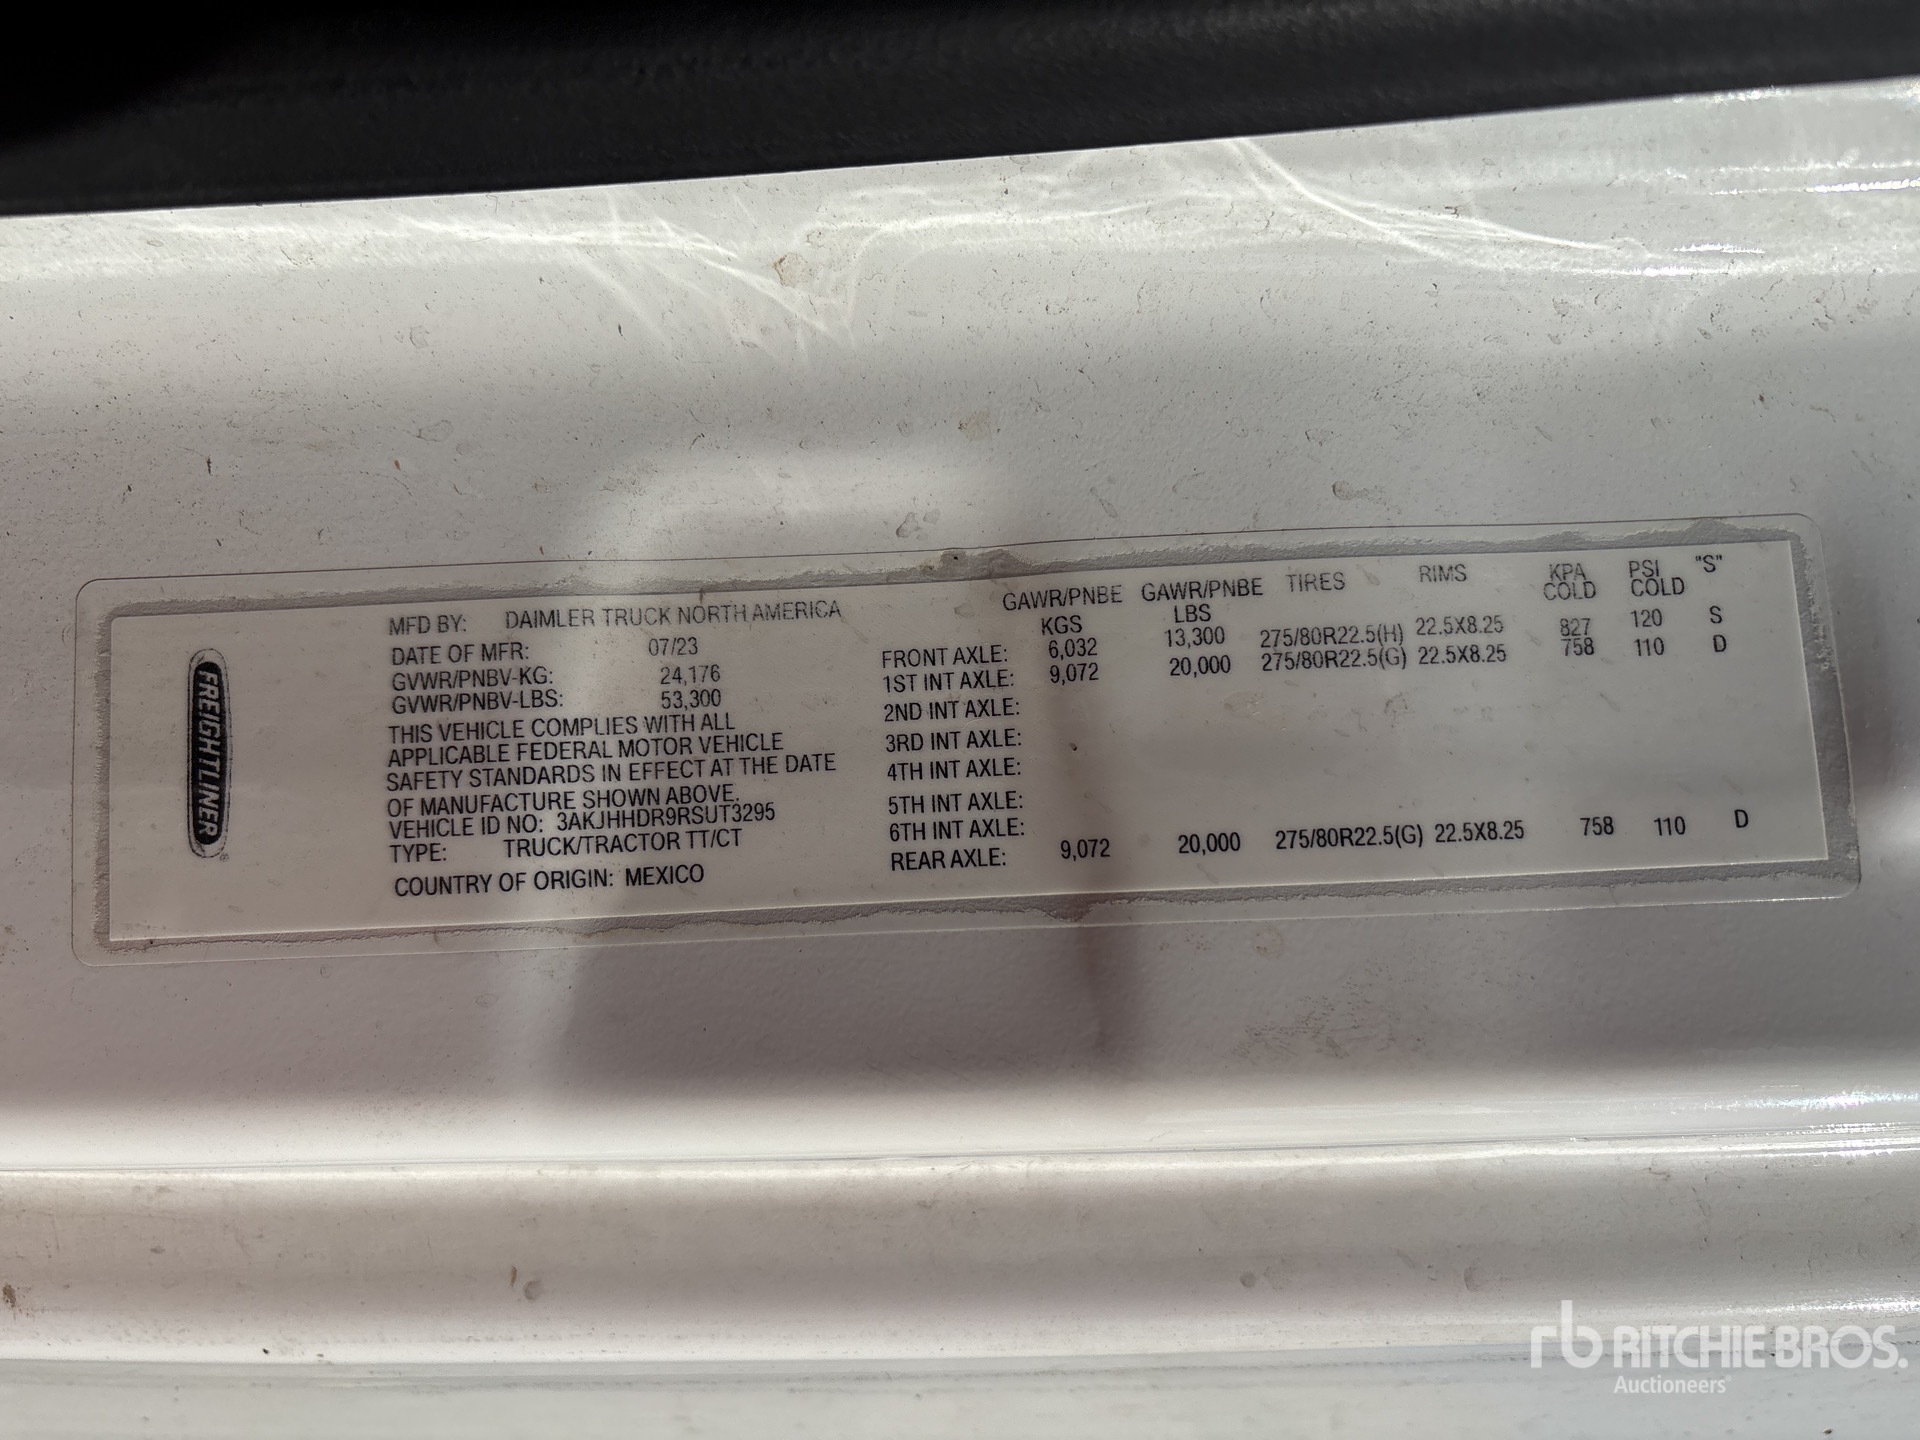 FREIGHTLINER
MFD BY: DAIMLER TRUCK NORTH AMERICA
DATE OF MFR: 07/23
GVWR/PNBV-KG: 24,176
GVWR/PNBV-LBS: 53,300
THIS VEHICLE COMPLIES WITH ALL
APPLICABLE FEDERAL MOTOR VEHICLE
SAFETY STANDARDS IN EFFECT AT THE DATE
OF MANUFACTURE SHOWN ABOVE.
VEHICLE ID NO: 3AKJHHDR9RSUT3295
TYPE: TRUCK/TRACTOR TT/CT
COUNTRY OF ORIGIN: MEXICO
GAWR/PNBE GAWR/PNBE TIRES RIMS KPA PSI "S"
KGS LBS COLD COLD
FRONT AXLE: 6,032 13,300 275/80R22.5(H) 22.5X8.25 827 120 S
1ST INT AXLE: 9,072 20,000 275/80R22.5(G) 22.5X8.25 758 110 D
2ND INT AXLE:
3RD INT AXLE:
4TH INT AXLE:
5TH INT AXLE:
6TH INT AXLE:
REAR AXLE: 9,072 20,000 275/80R22.5(G) 22.5X8.25 758 110 D
rb RITCHIE BROS.
Auctioneers